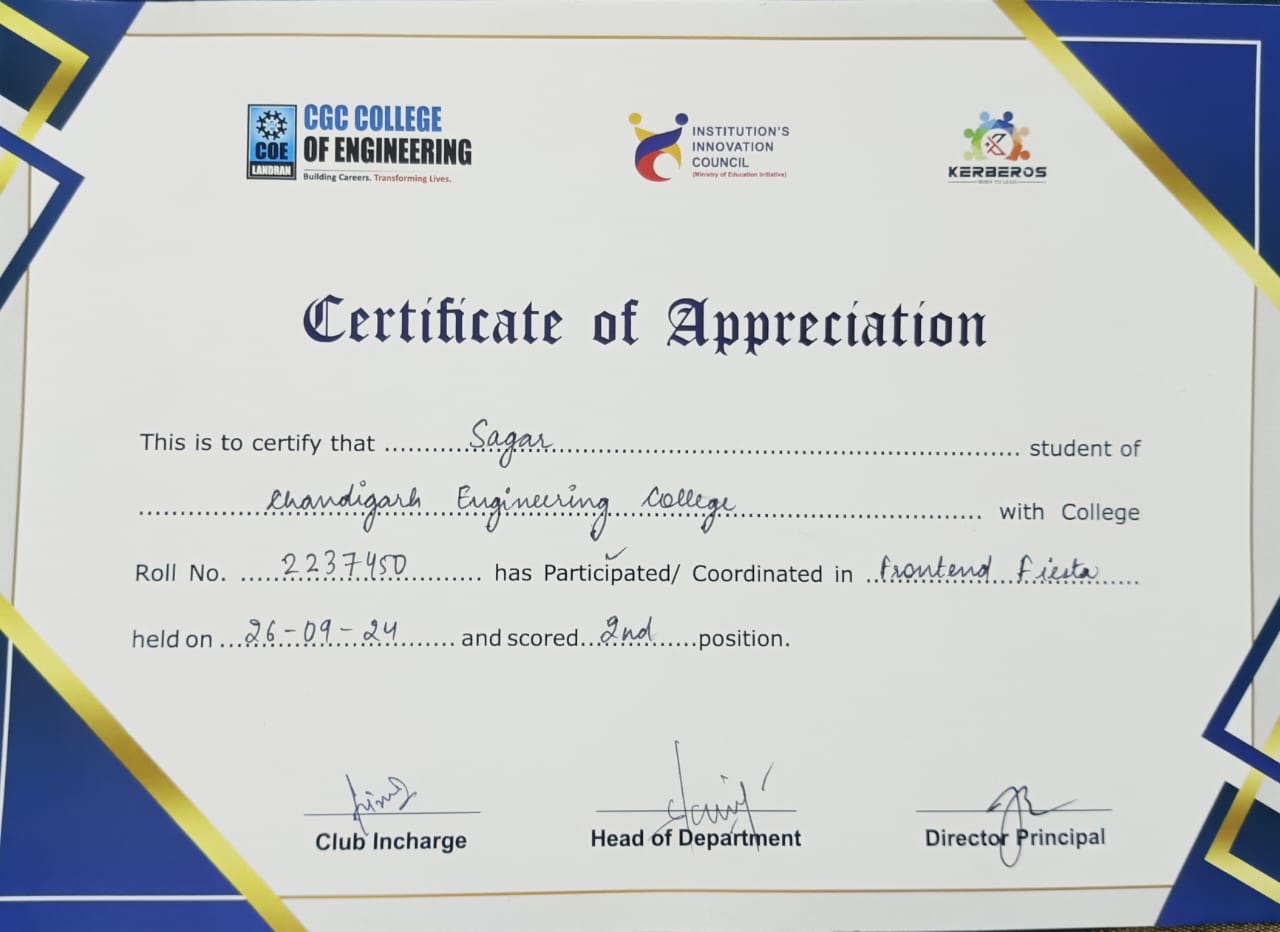 CGC COLLEGE
OF ENGINEERING
COE
LANDRAN
Building Careers. Transforming Lives.
INSTITUTION'S
INNOVATION
COUNCIL
(Ministry of Education Initiative)
KERBEROS
Certificate of Appreciation
This is to certify that Sagar student of
Chandigarh Engineering College with College
Roll No. 2237450 has Participated/ Coordinated in Frontend Fiesta
held on 26-09-24 and scored 2nd position.
Club Incharge
Head of Department
Director Principal